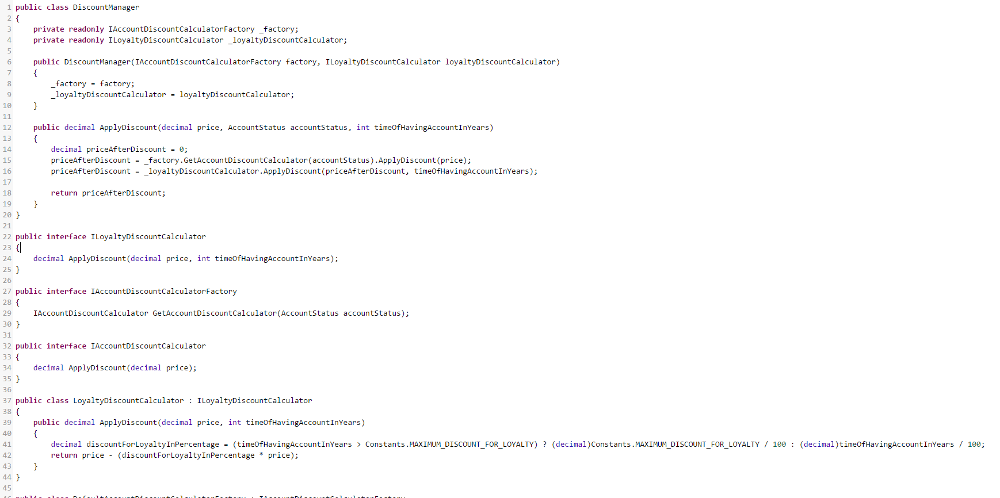 1 public class DiscountManager
2 {
3     private readonly IAccountDiscountCalculatorFactory _factory;
4     private readonly ILoyaltyDiscountCalculator _loyaltyDiscountCalculator;
5
6     public DiscountManager(IAccountDiscountCalculatorFactory factory, ILoyaltyDiscountCalculator loyaltyDiscountCalculator)
7     {
8         _factory = factory;
9         _loyaltyDiscountCalculator = loyaltyDiscountCalculator;
10     }
11
12     public decimal ApplyDiscount(decimal price, AccountStatus accountStatus, int timeOfHavingAccountInYears)
13     {
14         decimal priceAfterDiscount = 0;
15         priceAfterDiscount = _factory.GetAccountDiscountCalculator(accountStatus).ApplyDiscount(price);
16         priceAfterDiscount = _loyaltyDiscountCalculator.ApplyDiscount(priceAfterDiscount, timeOfHavingAccountInYears);
17
18         return priceAfterDiscount;
19     }
20 }
21
22 public interface ILoyaltyDiscountCalculator
23 {
24     decimal ApplyDiscount(decimal price, int timeOfHavingAccountInYears);
25 }
26
27 public interface IAccountDiscountCalculatorFactory
28 {
29     IAccountDiscountCalculator GetAccountDiscountCalculator(AccountStatus accountStatus);
30 }
31
32 public interface IAccountDiscountCalculator
33 {
34     decimal ApplyDiscount(decimal price);
35 }
36
37 public class LoyaltyDiscountCalculator : ILoyaltyDiscountCalculator
38 {
39     public decimal ApplyDiscount(decimal price, int timeOfHavingAccountInYears)
40     {
41         decimal discountForLoyaltyInPercentage = (timeOfHavingAccountInYears > Constants.MAXIMUM_DISCOUNT_FOR_LOYALTY) ? (decimal)Constants.MAXIMUM_DISCOUNT_FOR_LOYALTY / 100 : (decimal)timeOfHavingAccountInYears / 100;
42         return price - (discountForLoyaltyInPercentage * price);
43     }
44 }
45
46 public class DefaultAccountDiscountCalculatorFactory : IAccountDiscountCalculatorFactory